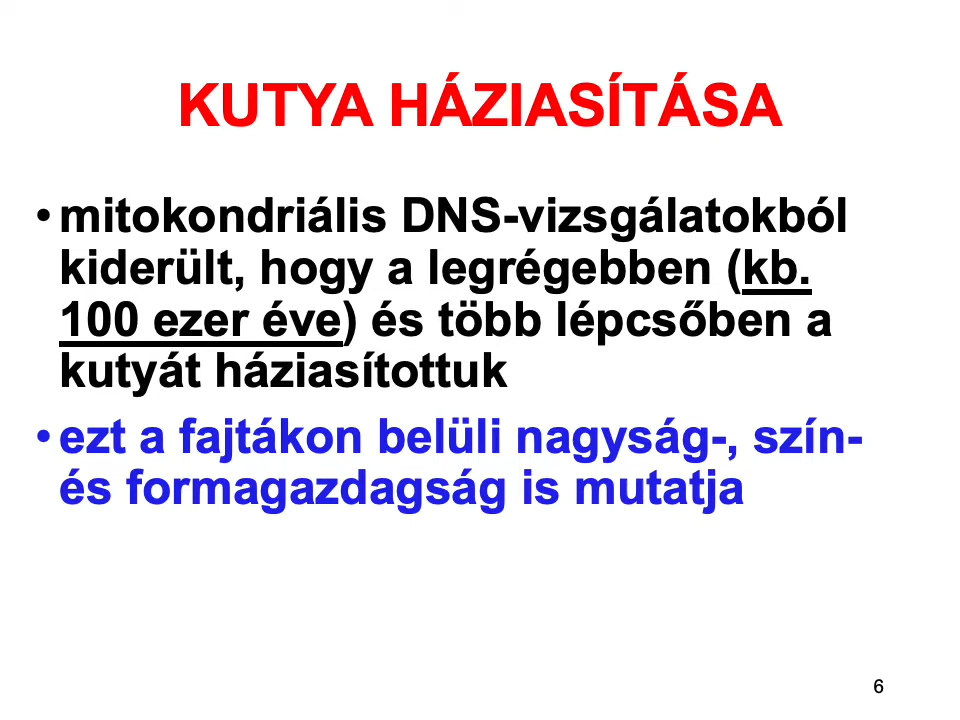 KUTYA HÁZIASÍTÁSA
• mitokondriális DNS-vizsgálatokból
kiderült, hogy a legrégebben (kb.
100 ezer éve) és több lépcsőben a
kutyát háziasítottuk
• ezt a fajtákon belüli nagyság-, szín-
és formagazdagság is mutatja
6